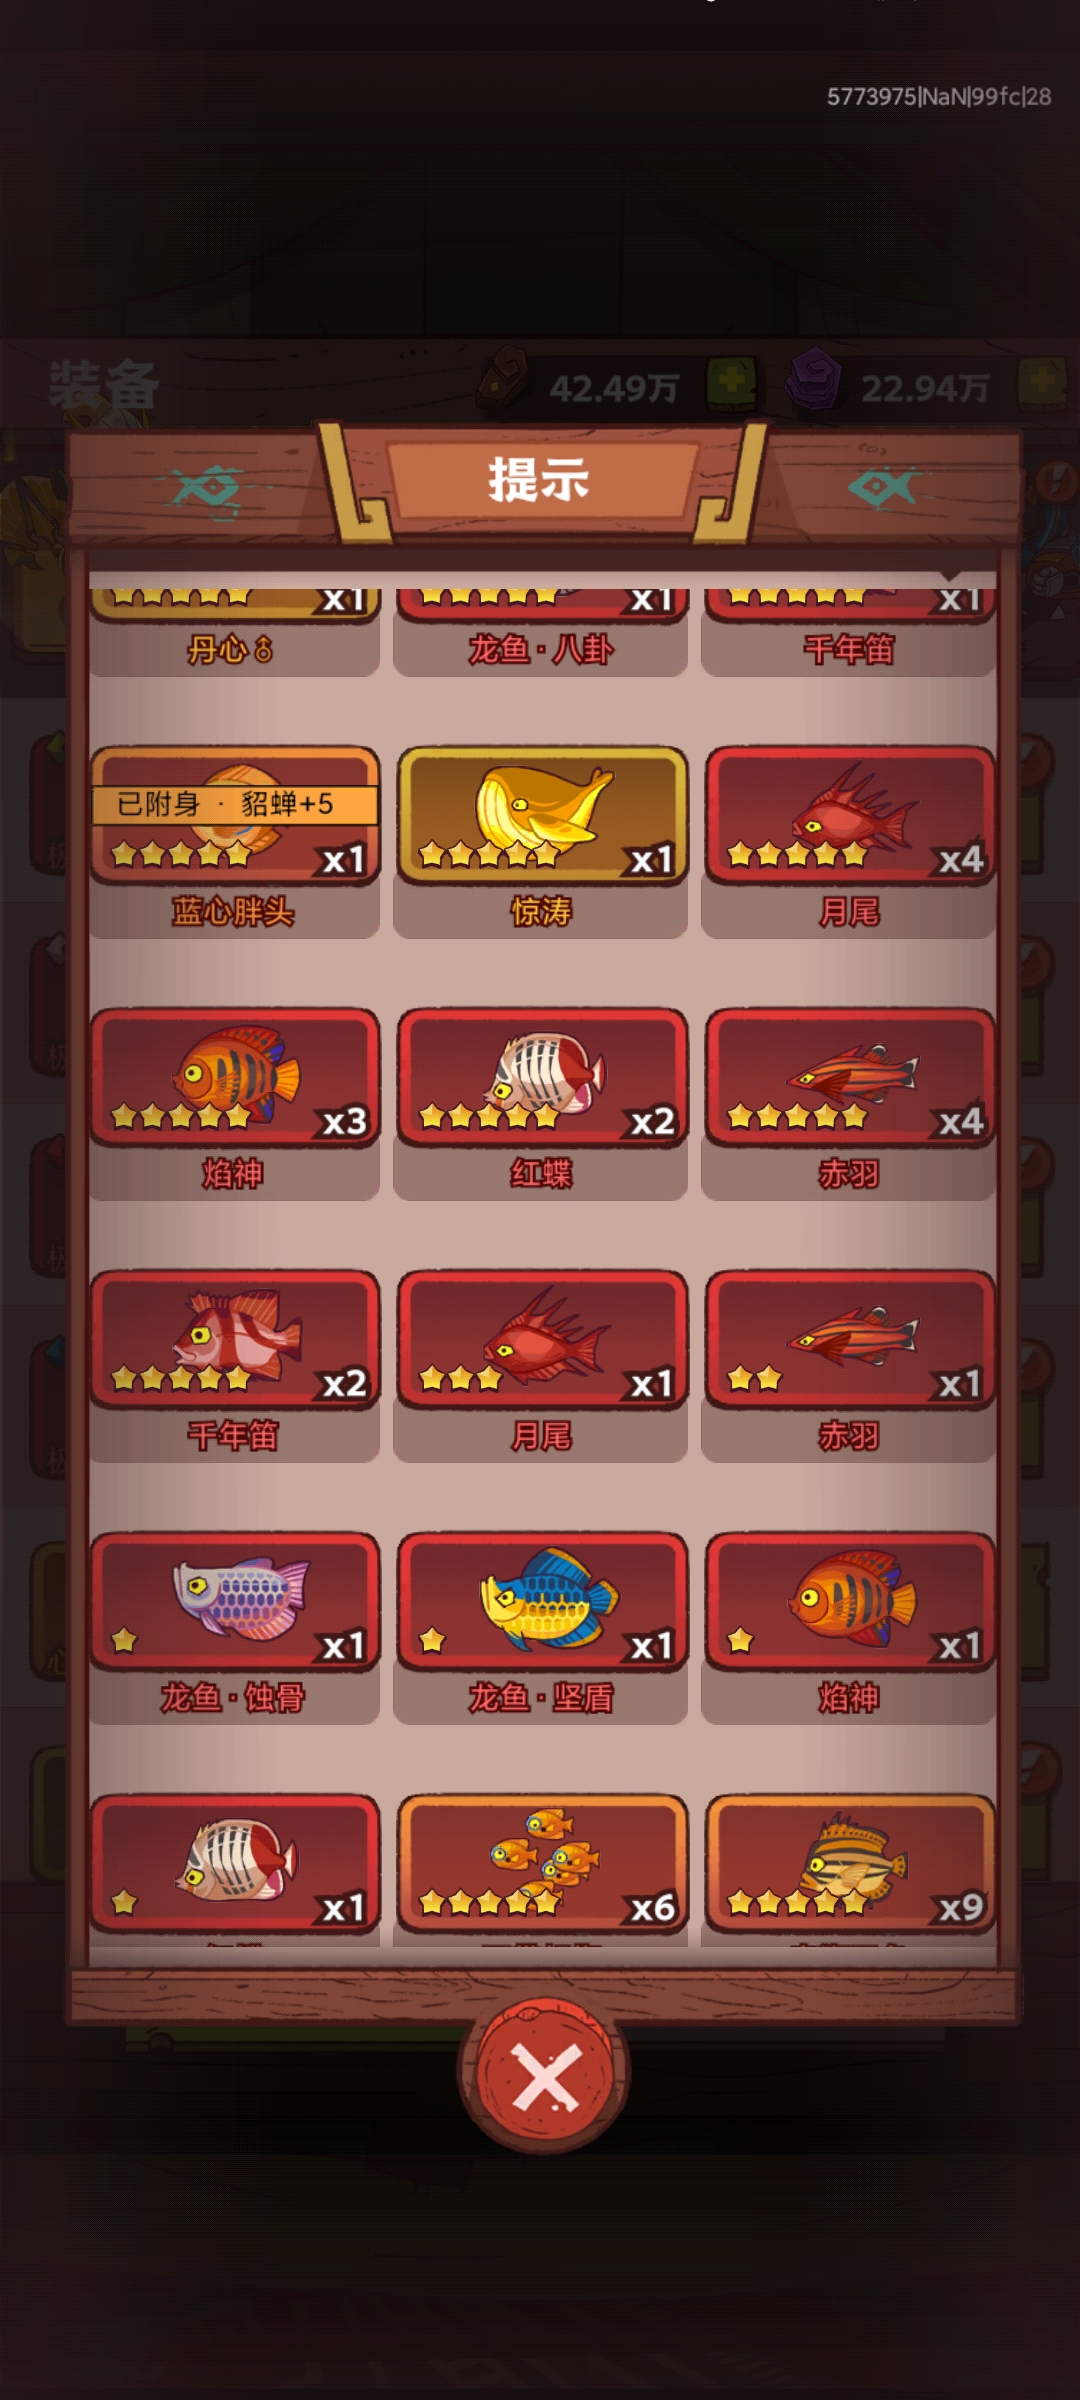 5773975|NaN|99fc|28
装备 42.49万 22.94万
提示
x1 x1 x1
丹心♂ 龙鱼·八卦 千年笛
已附身 · 貂蝉+5
x1 x1 x4
蓝心胖头 惊涛 月尾
x3 x2 x4
焰神 红蝶 赤羽
x2 x1 x1
千年笛 月尾 赤羽
x1 x1 x1
龙鱼·蚀骨 龙鱼·坚盾 焰神
x1 x6 x9